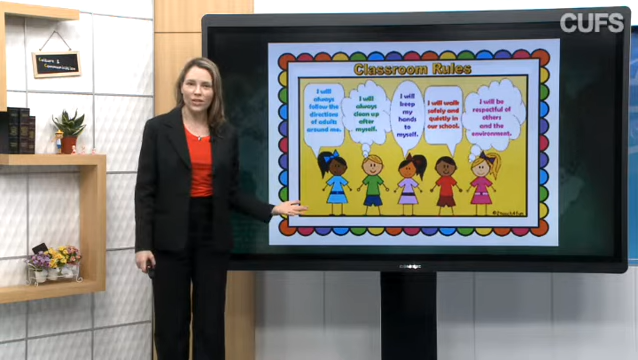 CUFS
Culture &
Communication
Classroom Rules
I will
always
follow the
directions
of adults
around me.
I will
always
clean up
after
myself.
I will
keep
my
hands
to
myself.
I will walk
safely and
quietly in
our school.
I will be
respectful of
others
and the
environment.